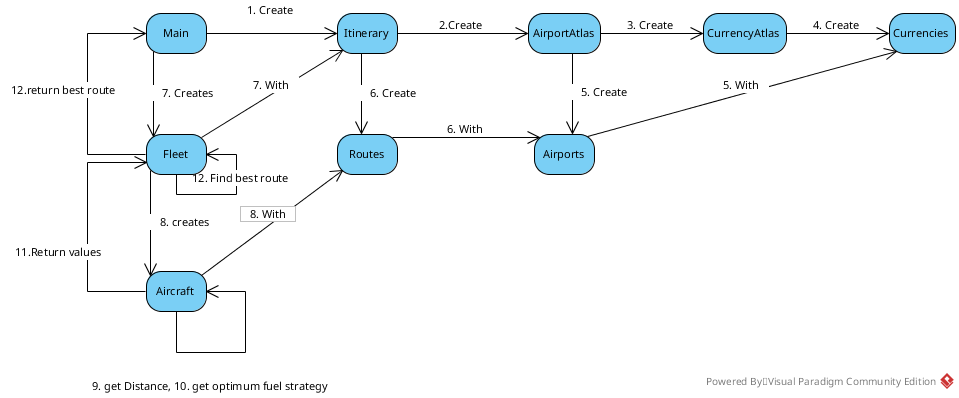 1. Create
Main
Itinerary
2.Create
AirportAtlas
3. Create
CurrencyAtlas
4. Create
Currencies
12.return best route
7. Creates
7. With
6. Create
5. Create
5. With
6. With
Fleet
Routes
Airports
12. Find best route
8. With
8. creates
11.Return values
Aircraft
9. get Distance, 10. get optimum fuel strategy
Powered By▯Visual Paradigm Community Edition